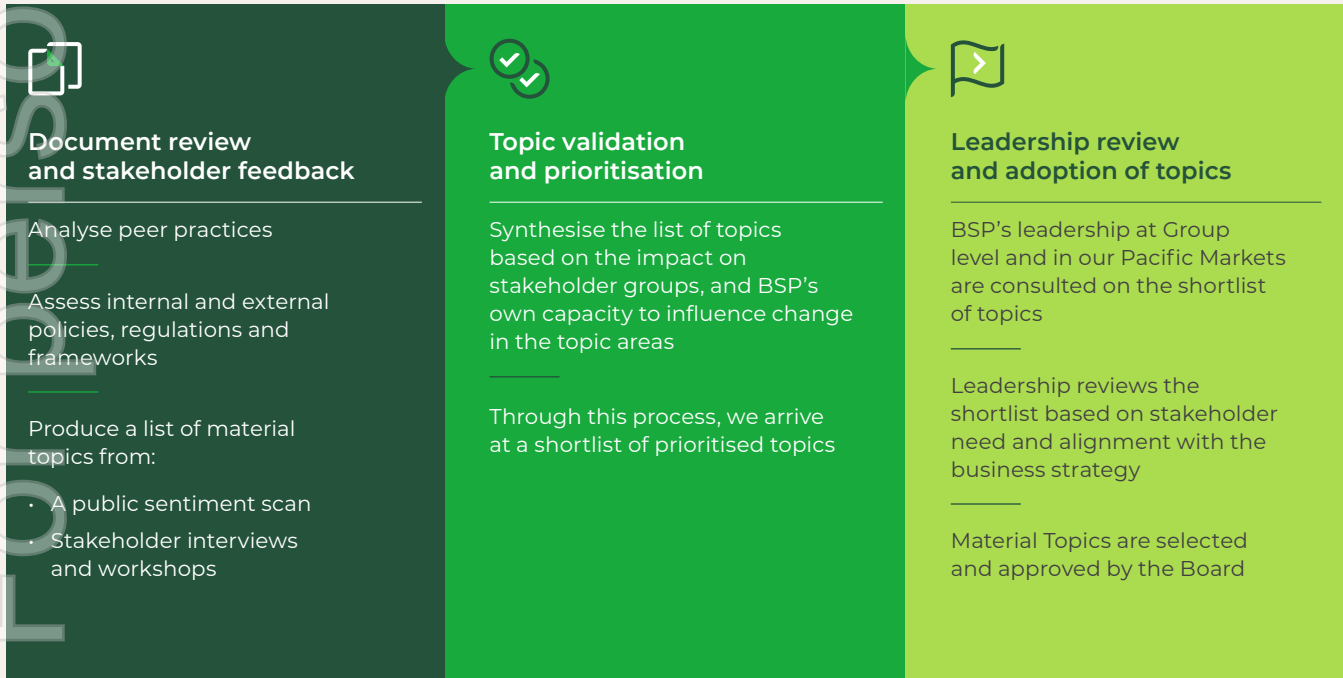 Document review
and stakeholder feedback
Analyse peer practices
Assess internal and external
policies, regulations and
frameworks
Produce a list of material
topics from:
• A public sentiment scan
• Stakeholder interviews
and workshops
Topic validation
and prioritisation
Synthesise the list of topics
based on the impact on
stakeholder groups, and BSP's
own capacity to influence change
in the topic areas
Through this process, we arrive
at a shortlist of prioritised topics
Leadership review
and adoption of topics
BSP's leadership at Group
level and in our Pacific Markets
are consulted on the shortlist
of topics
Leadership reviews the
shortlist based on stakeholder
need and alignment with the
business strategy
Material Topics are selected
and approved by the Board
For